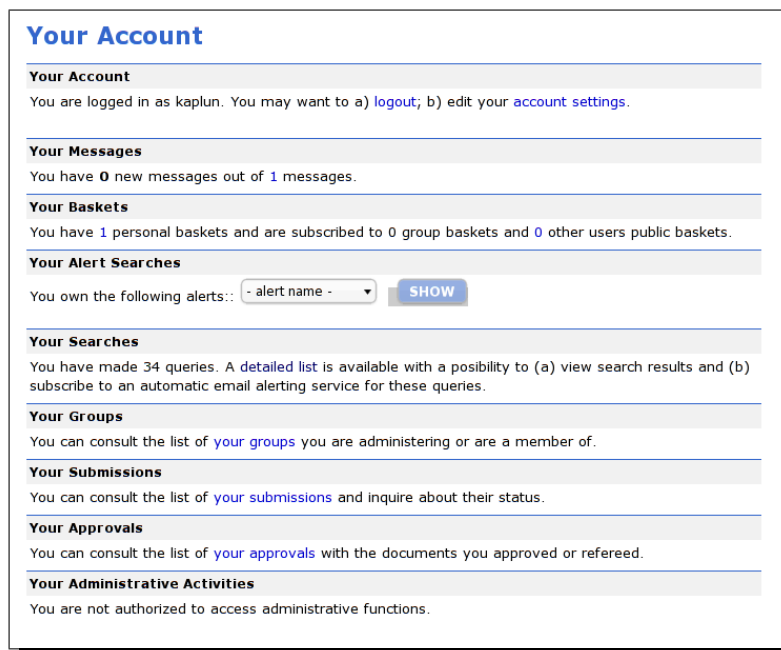 Your Account
Your Account
You are logged in as kaplun. You may want to a) logout; b) edit your account settings.
Your Messages
You have 0 new messages out of 1 messages.
Your Baskets
You have 1 personal baskets and are subscribed to 0 group baskets and 0 other users public baskets.
Your Alert Searches
You own the following alerts:: - alert name - SHOW
Your Searches
You have made 34 queries. A detailed list is available with a posibility to (a) view search results and (b)
subscribe to an automatic email alerting service for these queries.
Your Groups
You can consult the list of your groups you are administering or are a member of.
Your Submissions
You can consult the list of your submissions and inquire about their status.
Your Approvals
You can consult the list of your approvals with the documents you approved or refereed.
Your Administrative Activities
You are not authorized to access administrative functions.